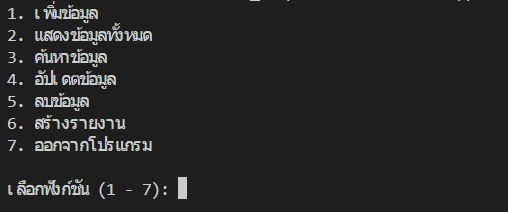 1. เพิ่มข้อมูล
2. แสดงข้อมูลทั้งหมด
3. ค้นหาข้อมูล
4. อัปเดตข้อมูล
5. ลบข้อมูล
6. สร้างรายงาน
7. ออกจากโปรแกรม
เลือกฟังก์ชัน (1 - 7):